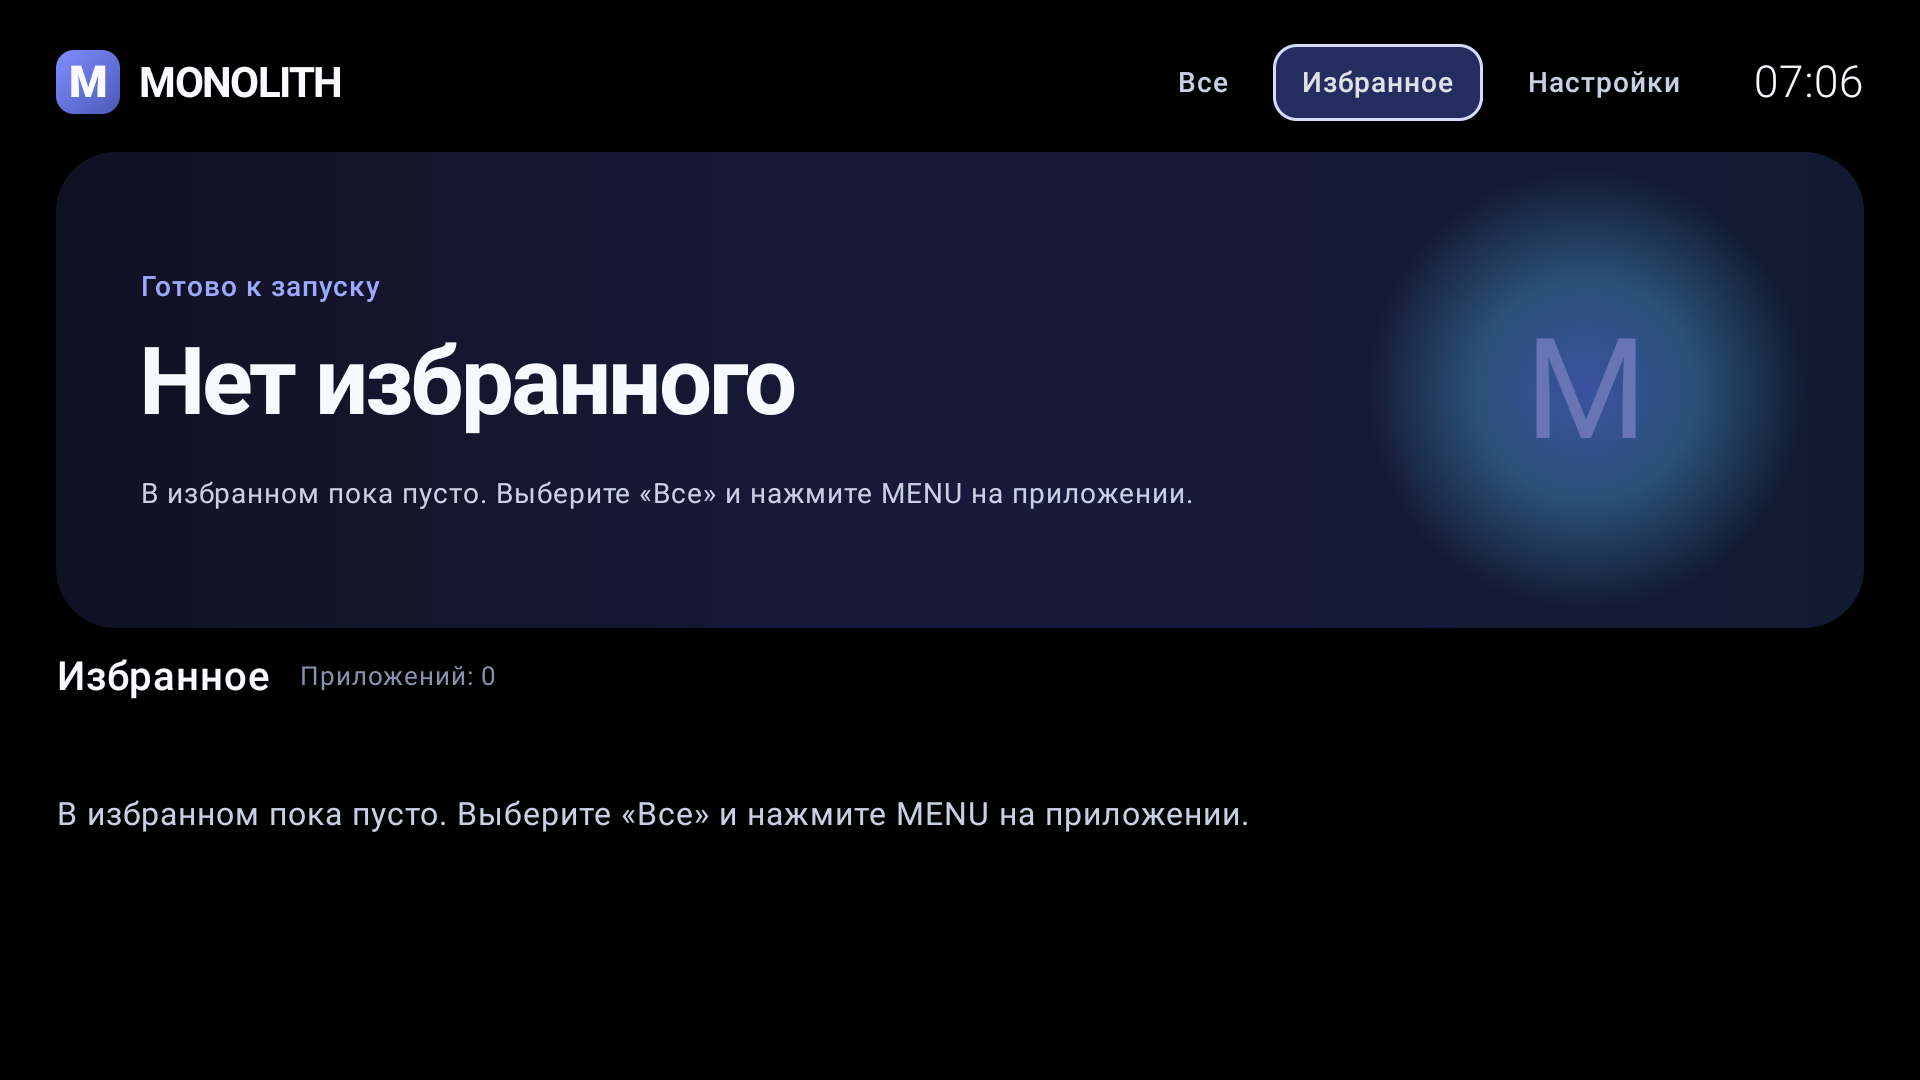 M MONOLITH
Все Избранное Настройки 07:06
Готово к запуску
Нет избранного
В избранном пока пусто. Выберите «Все» и нажмите MENU на приложении.
M
Избранное Приложений: 0
В избранном пока пусто. Выберите «Все» и нажмите MENU на приложении.